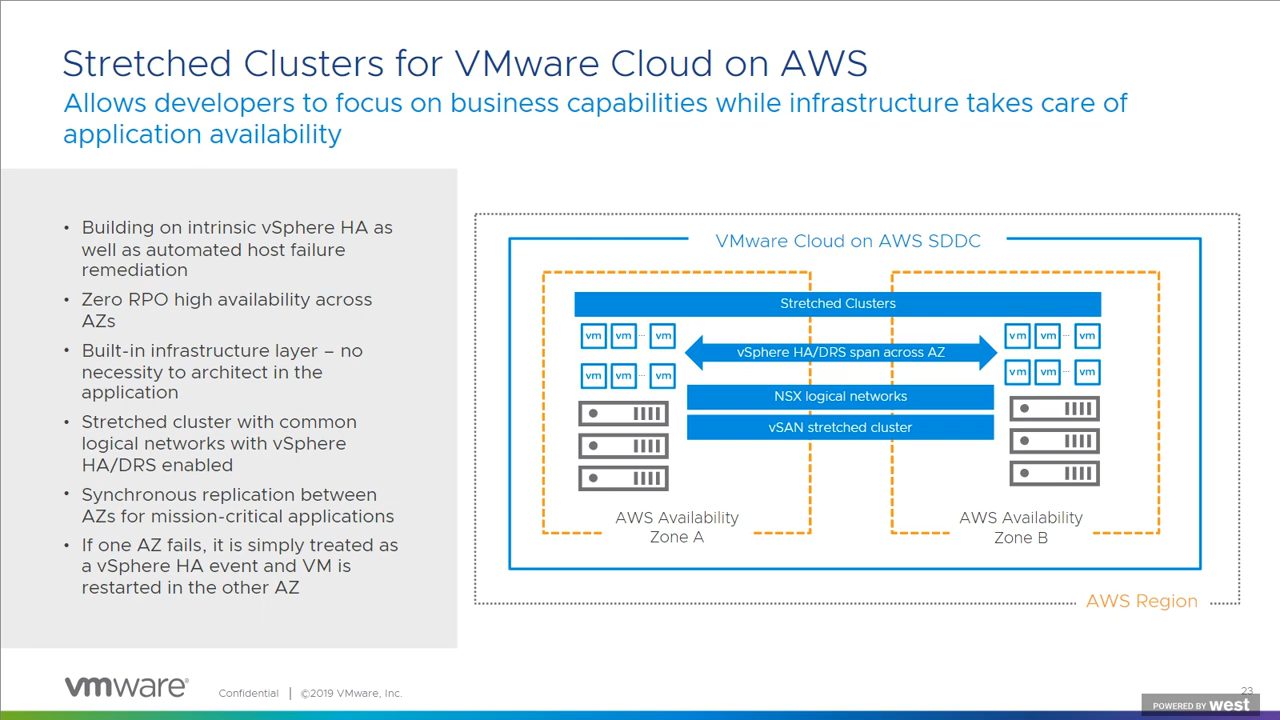 Stretched Clusters for VMware Cloud on AWS
Allows developers to focus on business capabilities while infrastructure takes care of
application availability
• Building on intrinsic vSphere HA as
well as automated host failure
remediation
• Zero RPO high availability across
AZs
• Built-in infrastructure layer – no
necessity to architect in the
application
• Stretched cluster with common
logical networks with vSphere
HA/DRS enabled
• Synchronous replication between
AZs for mission-critical applications
• If one AZ fails, it is simply treated as
a vSphere HA event and VM is
restarted in the other AZ
VMware Cloud on AWS SDDC
Stretched Clusters
vm vm ... vm
vm vm ... vm
vSphere HA/DRS span across AZ
NSX logical networks
vSAN stretched cluster
vm vm ... vm
vm vm ... vm
AWS Availability
Zone A
AWS Availability
Zone B
AWS Region
vmware®
Confidential | ©2019 VMware, Inc.
23
POWERED BY west